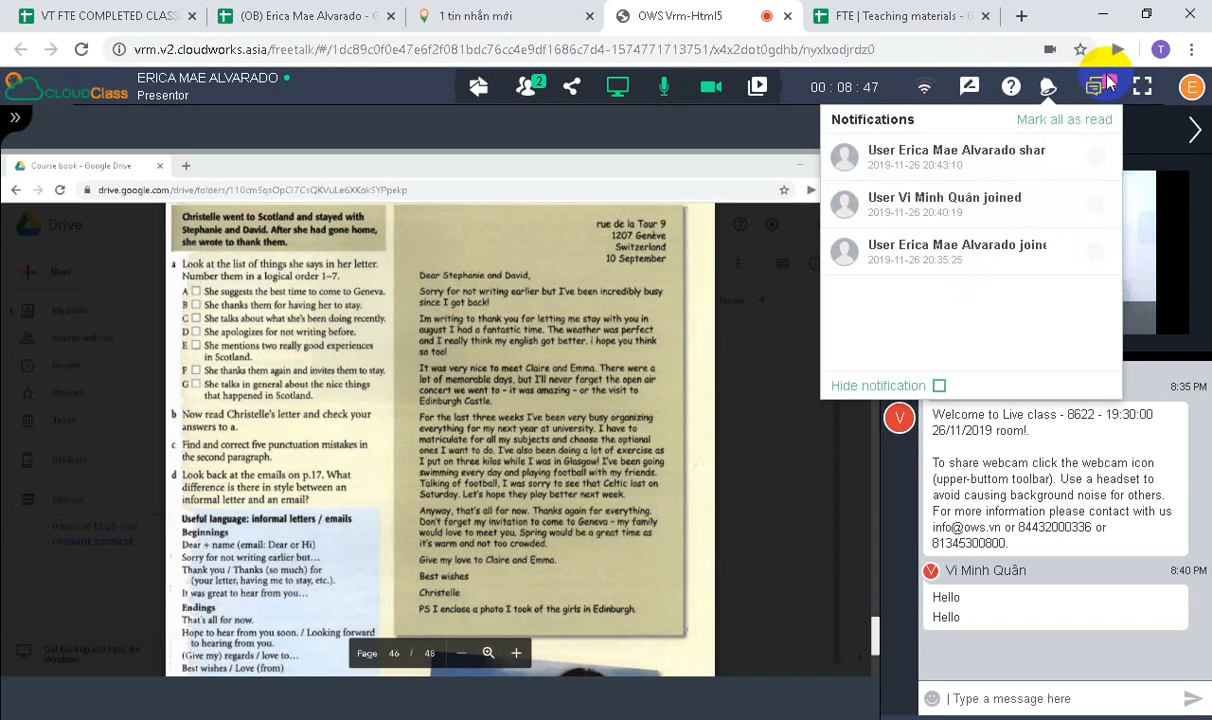 VT FTE COMPLETED CLASS
(OB) Erica Mae Alvarado - G
1 tin nhắn mới
OWS Vrm-Html5
FTE | Teaching materials - G
vrm.v2.cloudworks.asia/freetalk/#/1dc89c0f0e47e6f2f081bdc76cc4e9df1686c7d4-1574771713751/x4x2dot0gdhb/nyxlxodjrdz0
T
CLOUDCLASS
ERICA MAE ALVARADO
Presentor
2
00 : 08 : 47
E
Notifications
Mark all as read
User Erica Mae Alvarado shar
2019-11-26 20:43:10
User Vi Minh Quân joined
2019-11-26 20:40:19
User Erica Mae Alvarado joine
2019-11-26 20:35:25
Hide notification
Course book - Google Drive
drive.google.com/drive/folders/110cmSqsOpCl7CsQKVuLe6XKokSYPpekp
Drive
New
My Drive
Shared with me
Recent
Starred
Trash
Backups
Storage
UPGRADE STORAGE
Get Backup and Sync for
Windows
Name
Christelle went to Scotland and stayed with
Stephanie and David. After she had gone home,
she wrote to thank them.
a Look at the list of things she says in her letter.
Number them in a logical order 1–7.
A She suggests the best time to come to Geneva.
B She thanks them for having her to stay.
C She talks about what she's been doing recently.
D She apologizes for not writing before.
E She mentions two really good experiences
in Scotland.
F She thanks them again and invites them to stay.
G She talks in general about the nice things
that happened in Scotland.
b Now read Christelle's letter and check your
answers to a.
c Find and correct five punctuation mistakes in
the second paragraph.
d Look back at the emails on p.17. What
difference is there in style between an
informal letter and an email?
Useful language: informal letters / emails
Beginnings
Dear + name (email: Dear or Hi)
Sorry for not writing earlier but...
Thank you / Thanks (so much) for
(your letter, having me to stay, etc.).
It was great to hear from you...
Endings
That's all for now.
Hope to hear from you soon. / Looking forward
to hearing from you.
(Give my) regards / love to...
Best wishes / Love (from)
rue de la Tour 9
1207 Genève
Switzerland
10 September
Dear Stephanie and David,
Sorry for not writing earlier but I've been incredibly busy
since I got back!
Im writing to thank you for letting me stay with you in
august I had a fantastic time. The weather was perfect
and I really think my english got better. i hope you think
so too!
It was very nice to meet Claire and Emma. There were a
lot of memorable days, but I'll never forget the open air
concert we went to – it was amazing – or the visit to
Edinburgh Castle.
For the last three weeks I've been very busy organizing
everything for my next year at university. I have to
matriculate for all my subjects and choose the optional
ones I want to do. I've also been doing a lot of exercise as
I put on three kilos while I was in Glasgow! I've been going
swimming every day and playing football with my friends.
Talking of football, I was sorry to see that Celtic lost on
Saturday. Let's hope they play better next week.
Anyway, that's all for now. Thanks again for everything.
Don't forget my invitation to come to Geneva – my family
would love to meet you. Spring would be a great time as
it's warm and not too crowded.
Give my love to Claire and Emma.
Best wishes
Christelle
PS I enclose a photo I took of the girls in Edinburgh.
Page 46 / 48
8:35 PM
V
Welcome to Live class - 8622 - 19:30:00
26/11/2019 room!.
To share webcam click the webcam icon
(upper-buttom toolbar). Use a headset to
avoid causing background noise for others.
For more information please contact with us
info@ows.vn or 84432000336 or
81345300800.
V Vi Minh Quân 8:40 PM
Hello
Hello
Type a message here